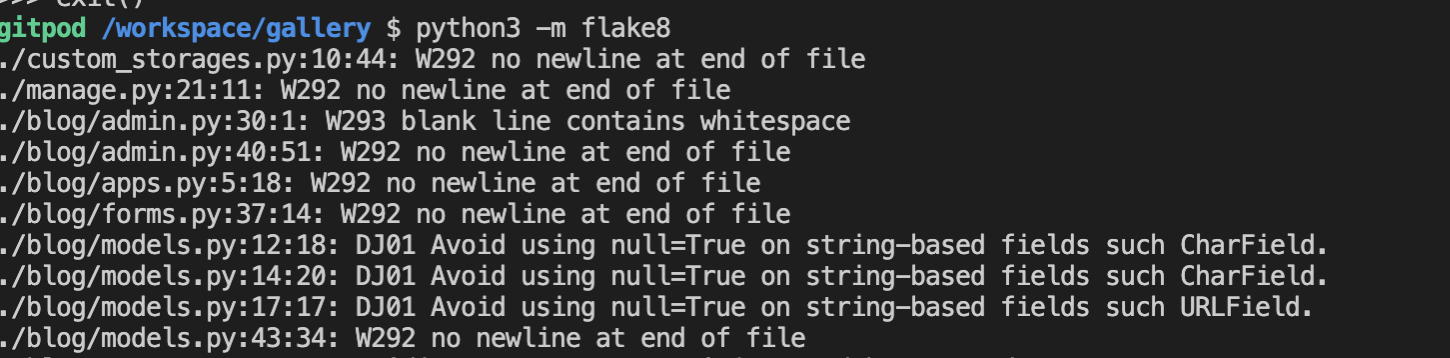 >>> exit()
gitpod /workspace/gallery $ python3 -m flake8
./custom_storages.py:10:44: W292 no newline at end of file
./manage.py:21:11: W292 no newline at end of file
./blog/admin.py:30:1: W293 blank line contains whitespace
./blog/admin.py:40:51: W292 no newline at end of file
./blog/apps.py:5:18: W292 no newline at end of file
./blog/forms.py:37:14: W292 no newline at end of file
./blog/models.py:12:18: DJ01 Avoid using null=True on string-based fields such CharField.
./blog/models.py:14:20: DJ01 Avoid using null=True on string-based fields such CharField.
./blog/models.py:17:17: DJ01 Avoid using null=True on string-based fields such URLField.
./blog/models.py:43:34: W292 no newline at end of file